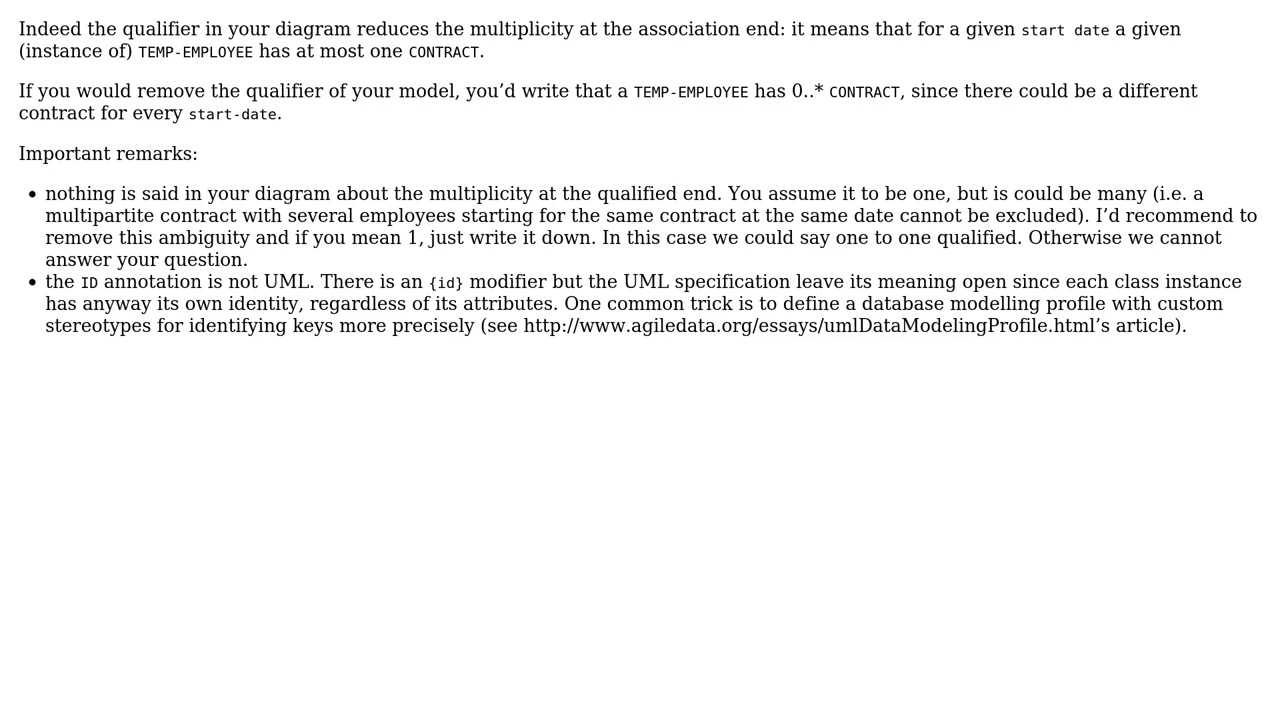 Indeed the qualifier in your diagram reduces the multiplicity at the association end: it means that for a given start date a given
(instance of) TEMP-EMPLOYEE has at most one CONTRACT.
If you would remove the qualifier of your model, you’d write that a TEMP-EMPLOYEE has 0..* CONTRACT, since there could be a different
contract for every start-date.
Important remarks:
• nothing is said in your diagram about the multiplicity at the qualified end. You assume it to be one, but is could be many (i.e. a
multipartite contract with several employees starting for the same contract at the same date cannot be excluded). I’d recommend to
remove this ambiguity and if you mean 1, just write it down. In this case we could say one to one qualified. Otherwise we cannot
answer your question.
• the ID annotation is not UML. There is an {id} modifier but the UML specification leave its meaning open since each class instance
has anyway its own identity, regardless of its attributes. One common trick is to define a database modelling profile with custom
stereotypes for identifying keys more precisely (see http://www.agiledata.org/essays/umlDataModelingProfile.html’s article).